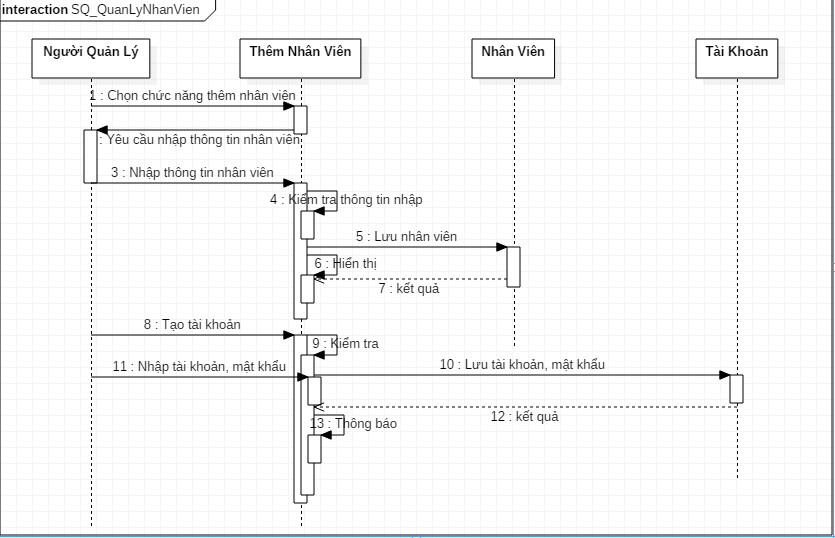 interaction SQ_QuanLyNhanVien
Người Quản Lý
Thêm Nhân Viên
Nhân Viên
Tài Khoản
1 : Chọn chức năng thêm nhân viên
: Yêu cầu nhập thông tin nhân viên
3 : Nhập thông tin nhân viên
4 : Kiểm tra thông tin nhập
5 : Lưu nhân viên
6 : Hiển thị
7 : kết quả
8 : Tạo tài khoản
9 : Kiểm tra
11 : Nhập tài khoản, mật khẩu
10 : Lưu tài khoản, mật khẩu
12 : kết quả
13 : Thông báo